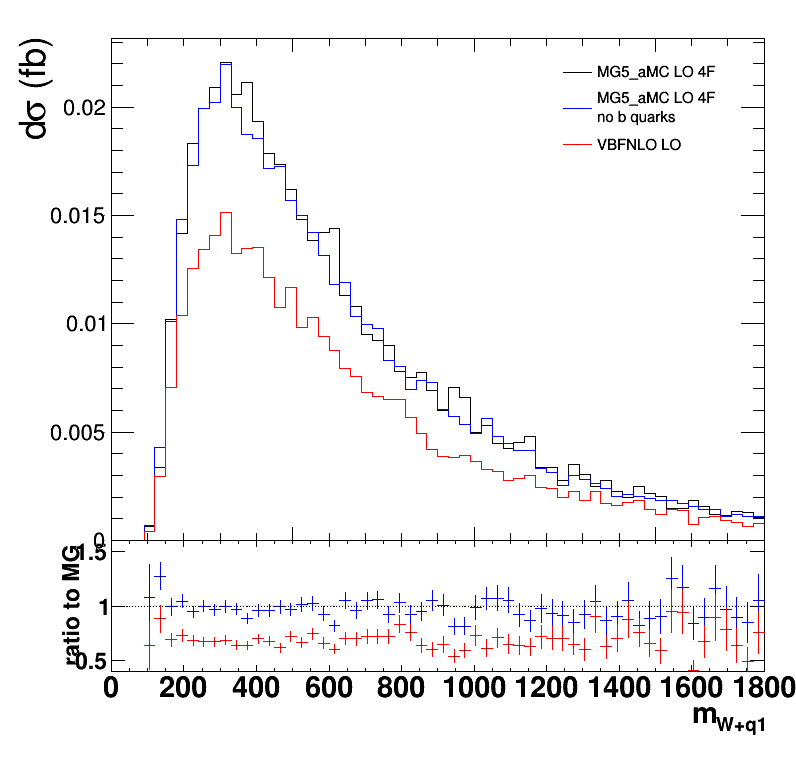 dσ (fb)
MG5_aMC LO 4F
MG5_aMC LO 4F
no b quarks
VBFNLO LO
0.02
0.015
0.01
0.005
0
ratio to MG
1.5
1
0.5
0 200 400 600 800 1000 1200 1400 1600 1800
m_W+q1